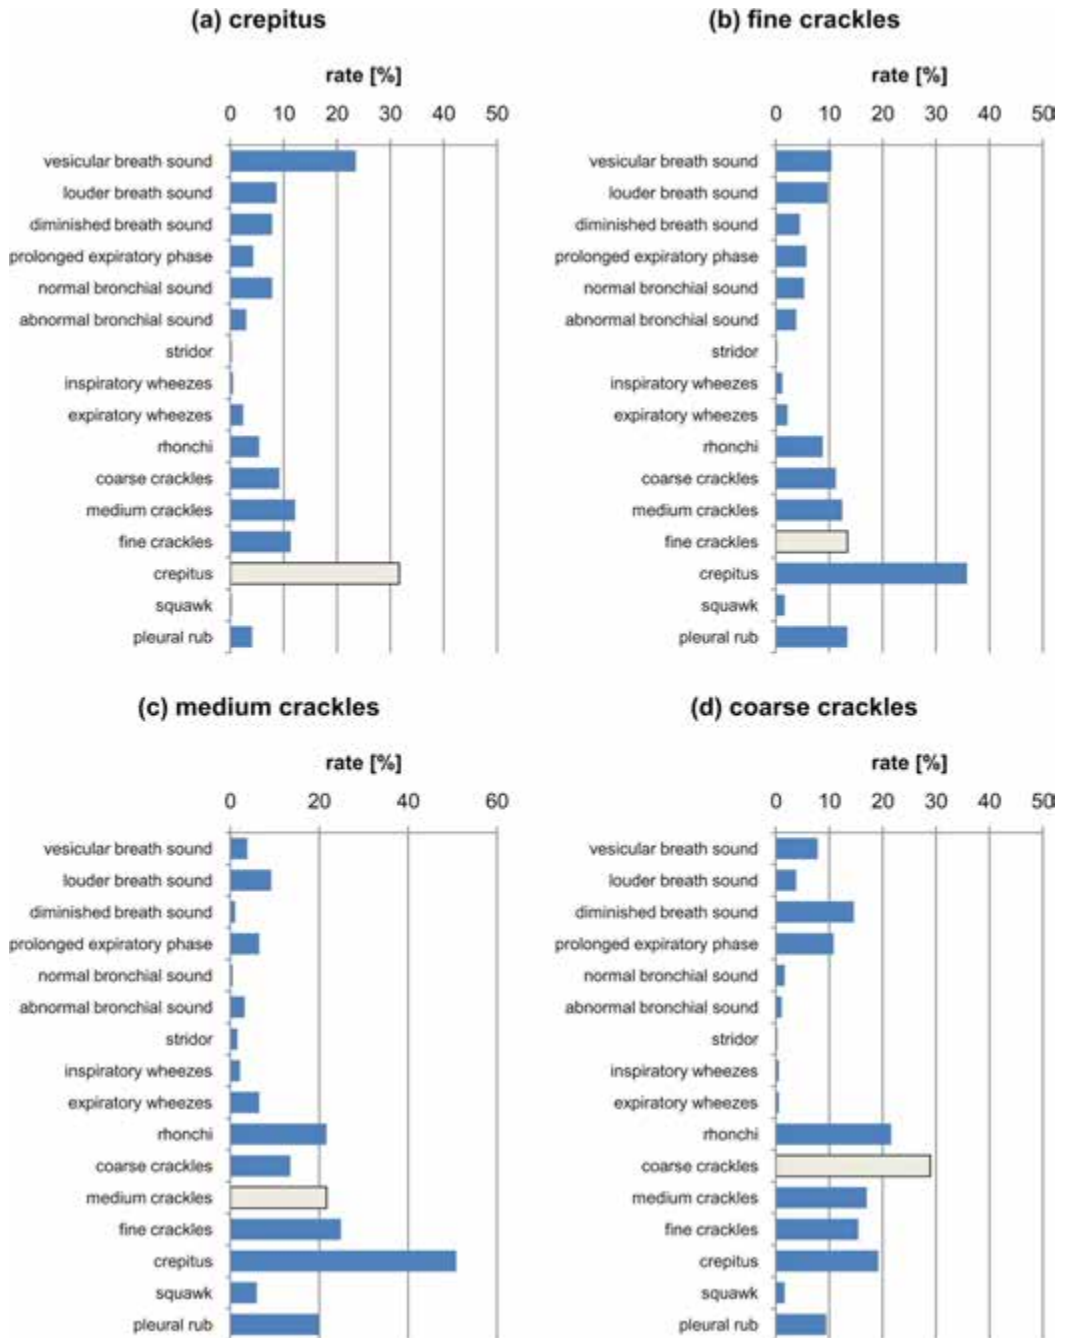 (a) crepitus
rate [%]
0 10 20 30 40 50
vesicular breath sound
louder breath sound
diminished breath sound
prolonged expiratory phase
normal bronchial sound
abnormal bronchial sound
stridor
inspiratory wheezes
expiratory wheezes
rhonchi
coarse crackles
medium crackles
fine crackles
crepitus
squawk
pleural rub
(b) fine crackles
rate [%]
0 10 20 30 40 50
vesicular breath sound
louder breath sound
diminished breath sound
prolonged expiratory phase
normal bronchial sound
abnormal bronchial sound
stridor
inspiratory wheezes
expiratory wheezes
rhonchi
coarse crackles
medium crackles
fine crackles
crepitus
squawk
pleural rub
(c) medium crackles
rate [%]
0 20 40 60
vesicular breath sound
louder breath sound
diminished breath sound
prolonged expiratory phase
normal bronchial sound
abnormal bronchial sound
stridor
inspiratory wheezes
expiratory wheezes
rhonchi
coarse crackles
medium crackles
fine crackles
crepitus
squawk
pleural rub
(d) coarse crackles
rate [%]
0 10 20 30 40 50
vesicular breath sound
louder breath sound
diminished breath sound
prolonged expiratory phase
normal bronchial sound
abnormal bronchial sound
stridor
inspiratory wheezes
expiratory wheezes
rhonchi
coarse crackles
medium crackles
fine crackles
crepitus
squawk
pleural rub